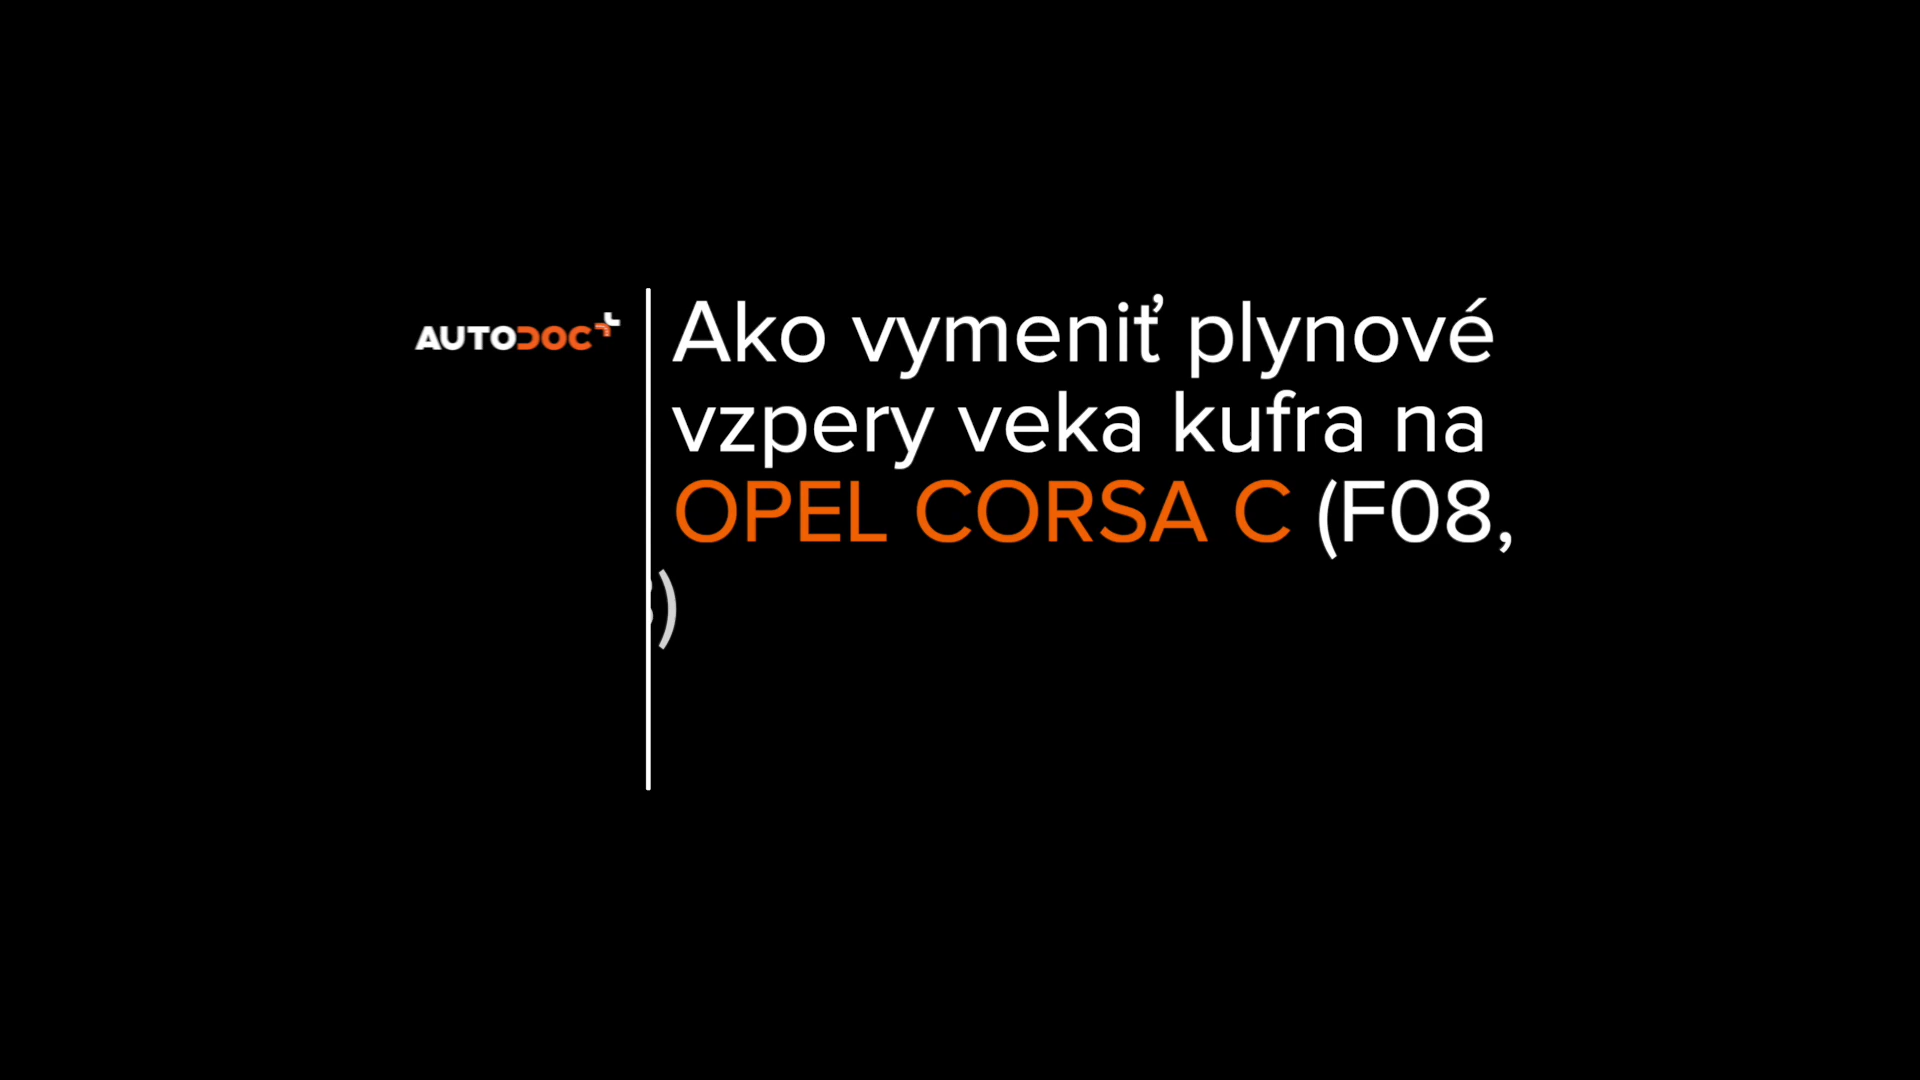 AUTODOC
Ako vymeniť plynové
vzpery veka kufra na
OPEL CORSA C (F08,
)